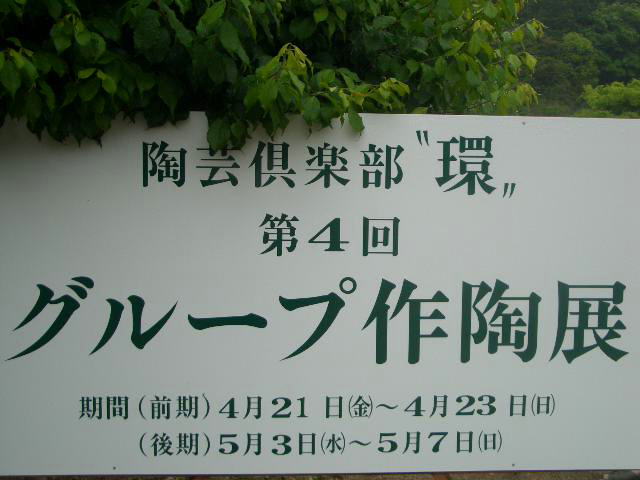 陶芸倶楽部〝環〟
第4回
グループ作陶展
期間(前期)4月21日㈮～4月23日㈰
(後期)5月3日㈬～5月7日㈰